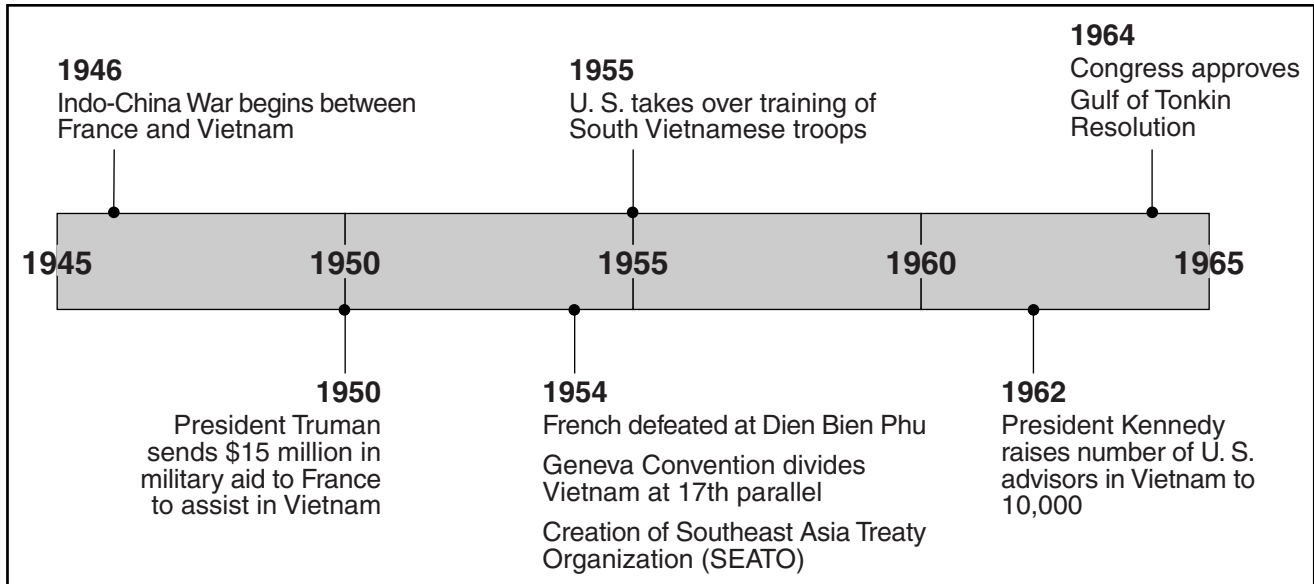 1946
Indo-China War begins between
France and Vietnam
1955
U. S. takes over training of
South Vietnamese troops
1964
Congress approves
Gulf of Tonkin
Resolution
1945
1950
1955
1960
1965
1950
President Truman
sends $15 million in
military aid to France
to assist in Vietnam
1954
French defeated at Dien Bien Phu
Geneva Convention divides
Vietnam at 17th parallel
Creation of Southeast Asia Treaty
Organization (SEATO)
1962
President Kennedy
raises number of U. S.
advisors in Vietnam to
10,000